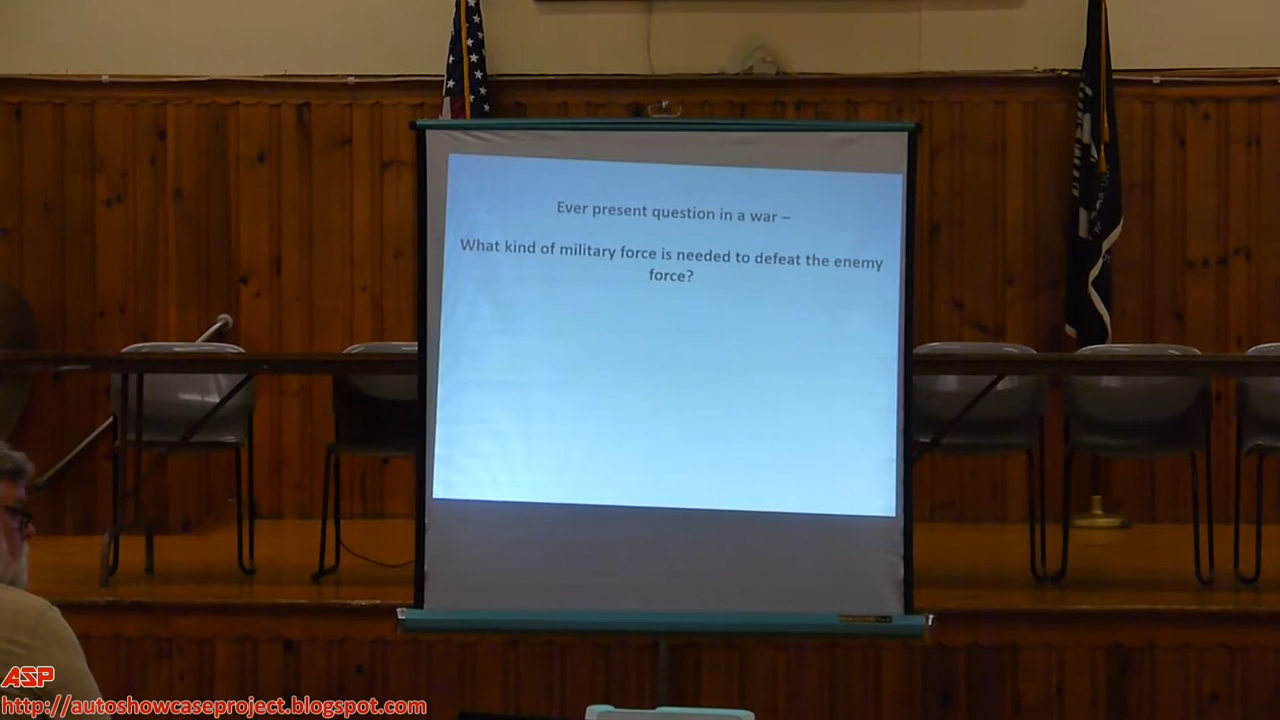 Ever present question in a war –
What kind of military force is needed to defeat the enemy
force?
ASP
http://autoshowcaseproject.blogspot.com